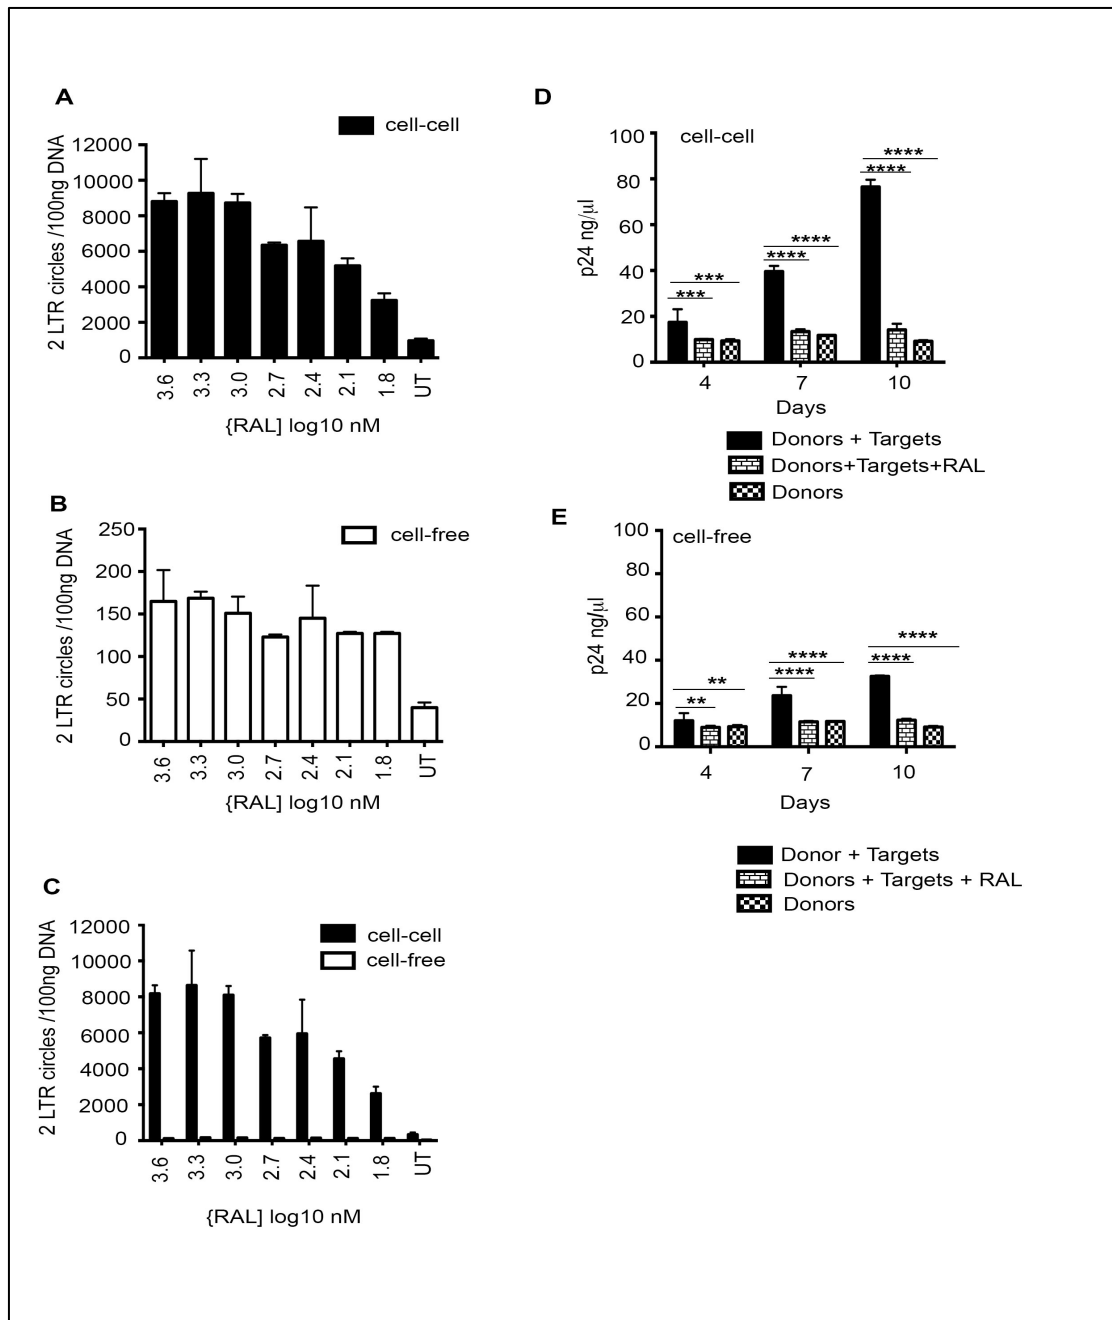 A
cell-cell
2 LTR circles /100ng DNA
12000
10000
8000
6000
4000
2000
0
3.6 3.3 3.0 2.7 2.4 2.1 1.8 UT
{RAL] log10 nM
B
cell-free
2 LTR circles /100ng DNA
250
200
150
100
50
0
3.6 3.3 3.0 2.7 2.4 2.1 1.8 UT
{RAL] log10 nM
C
cell-cell
cell-free
2 LTR circles /100ng DNA
12000
10000
8000
6000
4000
2000
0
3.6 3.3 3.0 2.7 2.4 2.1 1.8 UT
{RAL] log10 nM
D
cell-cell
p24 ng/µl
100
80
60
40
20
0
***
***
****
****
****
****
4 7 10
Days
Donors + Targets
Donors+Targets+RAL
Donors
E
cell-free
p24 ng/µl
100
80
60
40
20
0
**
**
****
****
****
****
4 7 10
Days
Donor + Targets
Donors + Targets + RAL
Donors